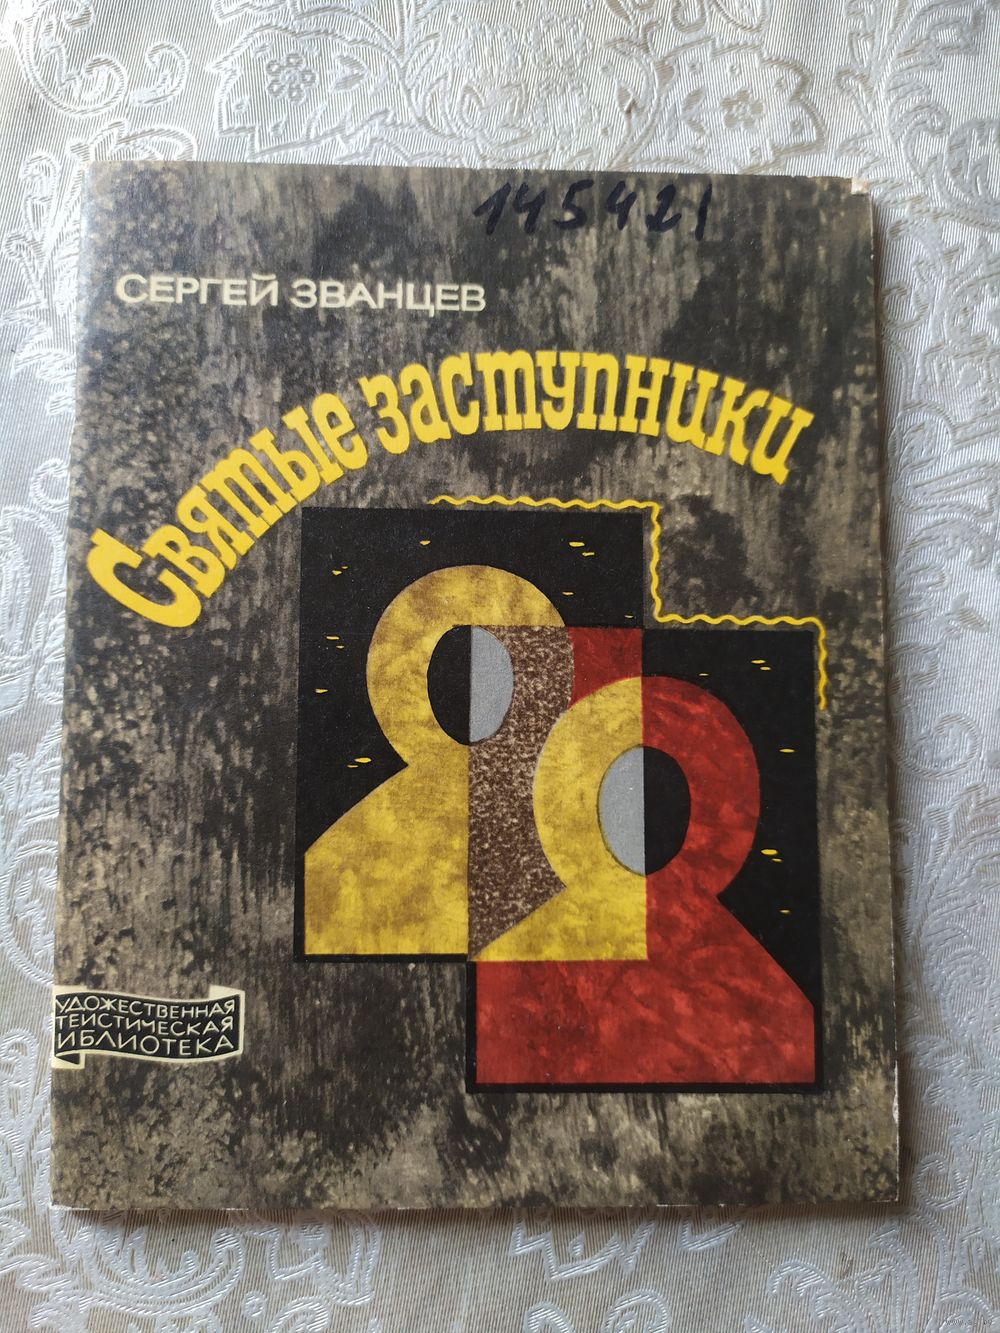 145421
СЕРГЕЙ ЗВАНЦЕВ
Святые заступники
УДОЖЕСТВЕННАЯ
ТЕИСТИЧЕСКАЯ
ИБЛИОТЕКА